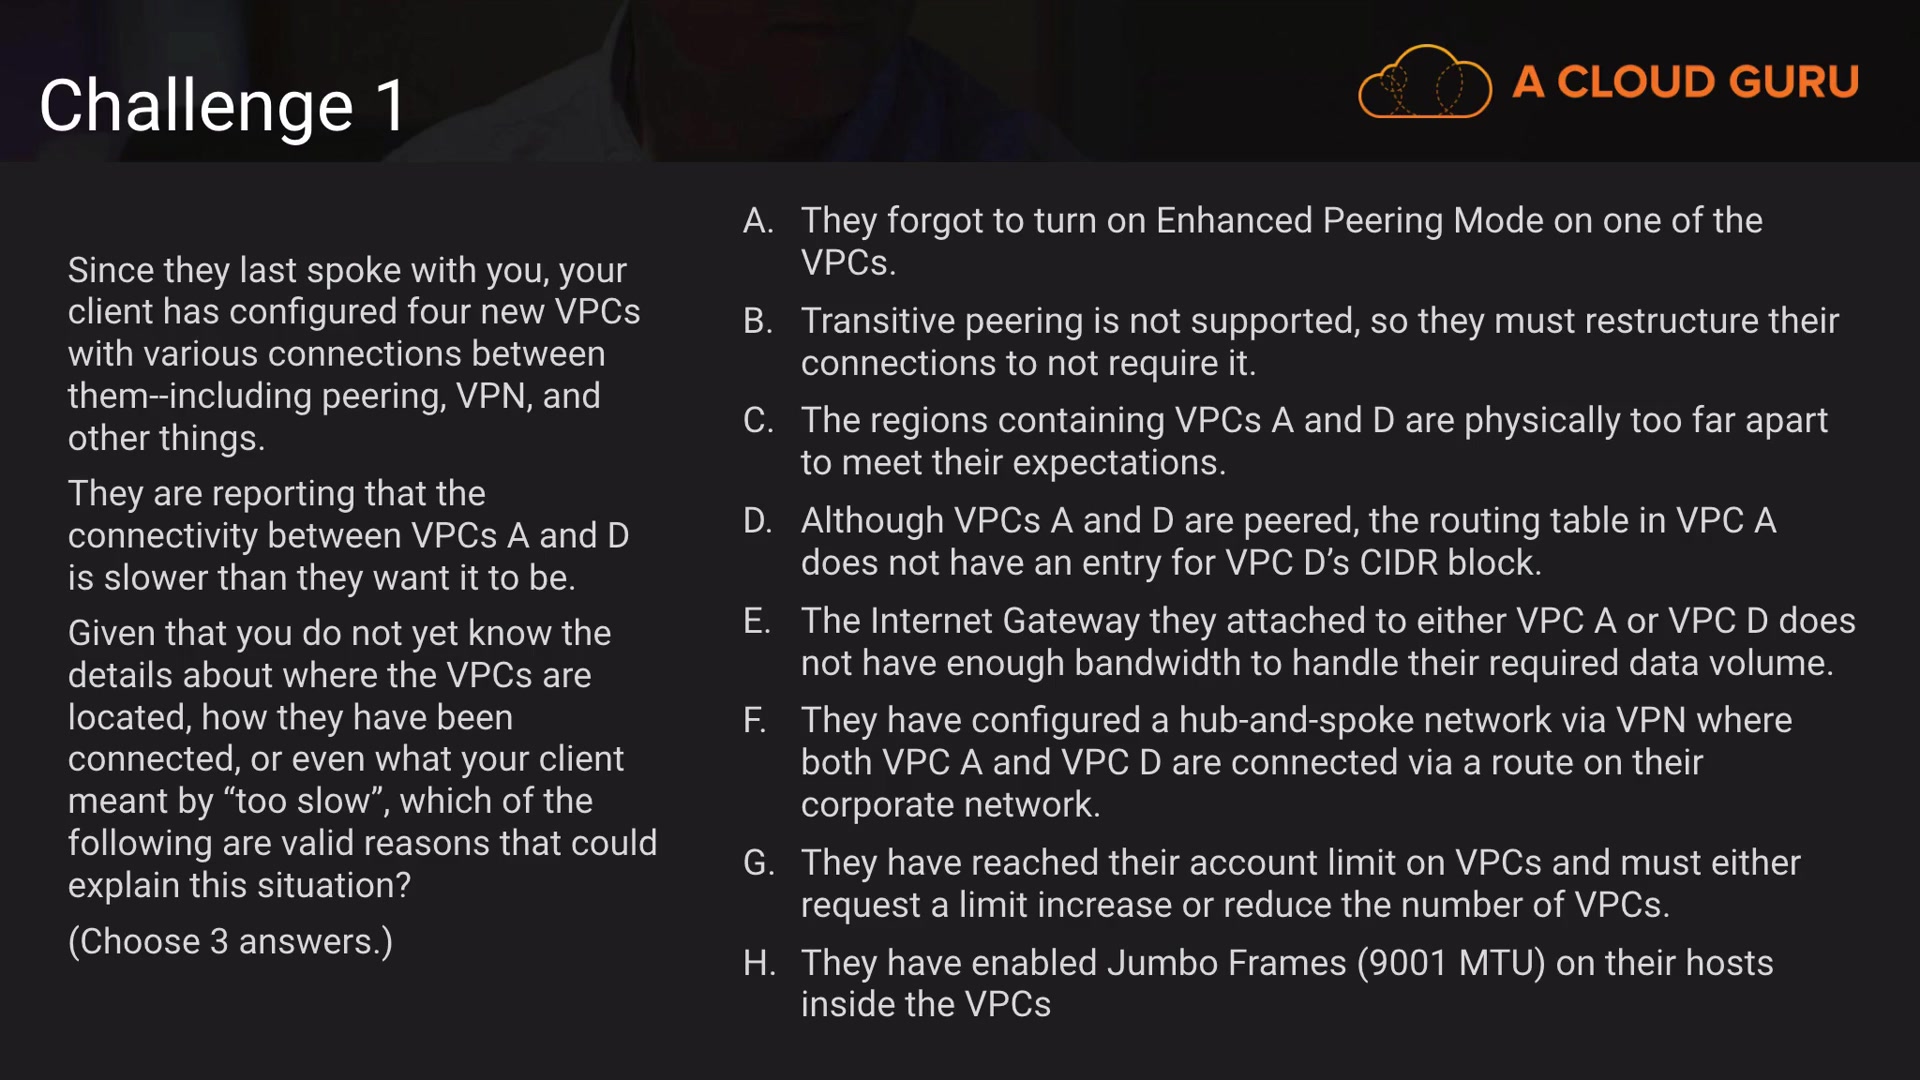 Challenge 1
A CLOUD GURU
Since they last spoke with you, your
client has configured four new VPCs
with various connections between
them--including peering, VPN, and
other things.
They are reporting that the
connectivity between VPCs A and D
is slower than they want it to be.
Given that you do not yet know the
details about where the VPCs are
located, how they have been
connected, or even what your client
meant by “too slow”, which of the
following are valid reasons that could
explain this situation?
(Choose 3 answers.)
A. They forgot to turn on Enhanced Peering Mode on one of the
VPCs.
B. Transitive peering is not supported, so they must restructure their
connections to not require it.
C. The regions containing VPCs A and D are physically too far apart
to meet their expectations.
D. Although VPCs A and D are peered, the routing table in VPC A
does not have an entry for VPC D’s CIDR block.
E. The Internet Gateway they attached to either VPC A or VPC D does
not have enough bandwidth to handle their required data volume.
F. They have configured a hub-and-spoke network via VPN where
both VPC A and VPC D are connected via a route on their
corporate network.
G. They have reached their account limit on VPCs and must either
request a limit increase or reduce the number of VPCs.
H. They have enabled Jumbo Frames (9001 MTU) on their hosts
inside the VPCs